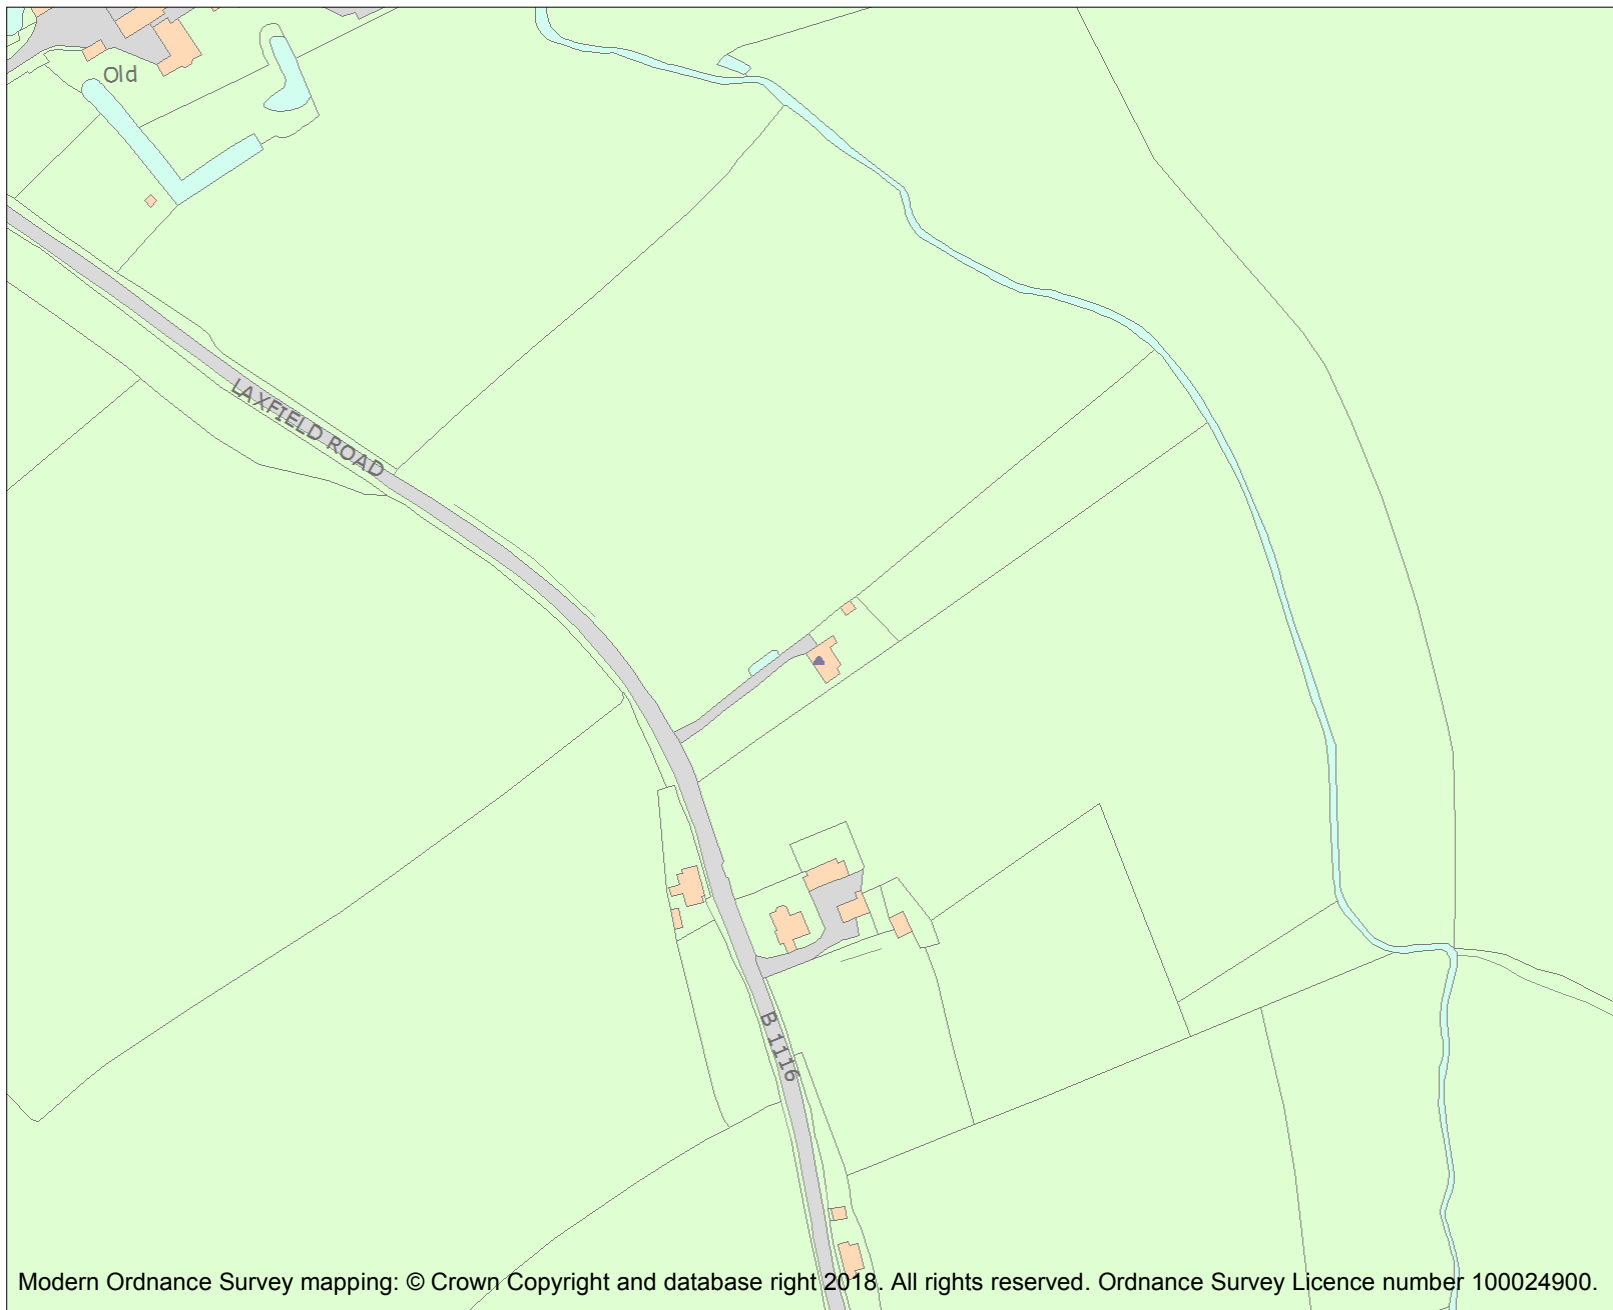 Old
LAXFIELD ROAD
B 1116
Modern Ordnance Survey mapping: © Crown Copyright and database right 2018. All rights reserved. Ordnance Survey Licence number 100024900.